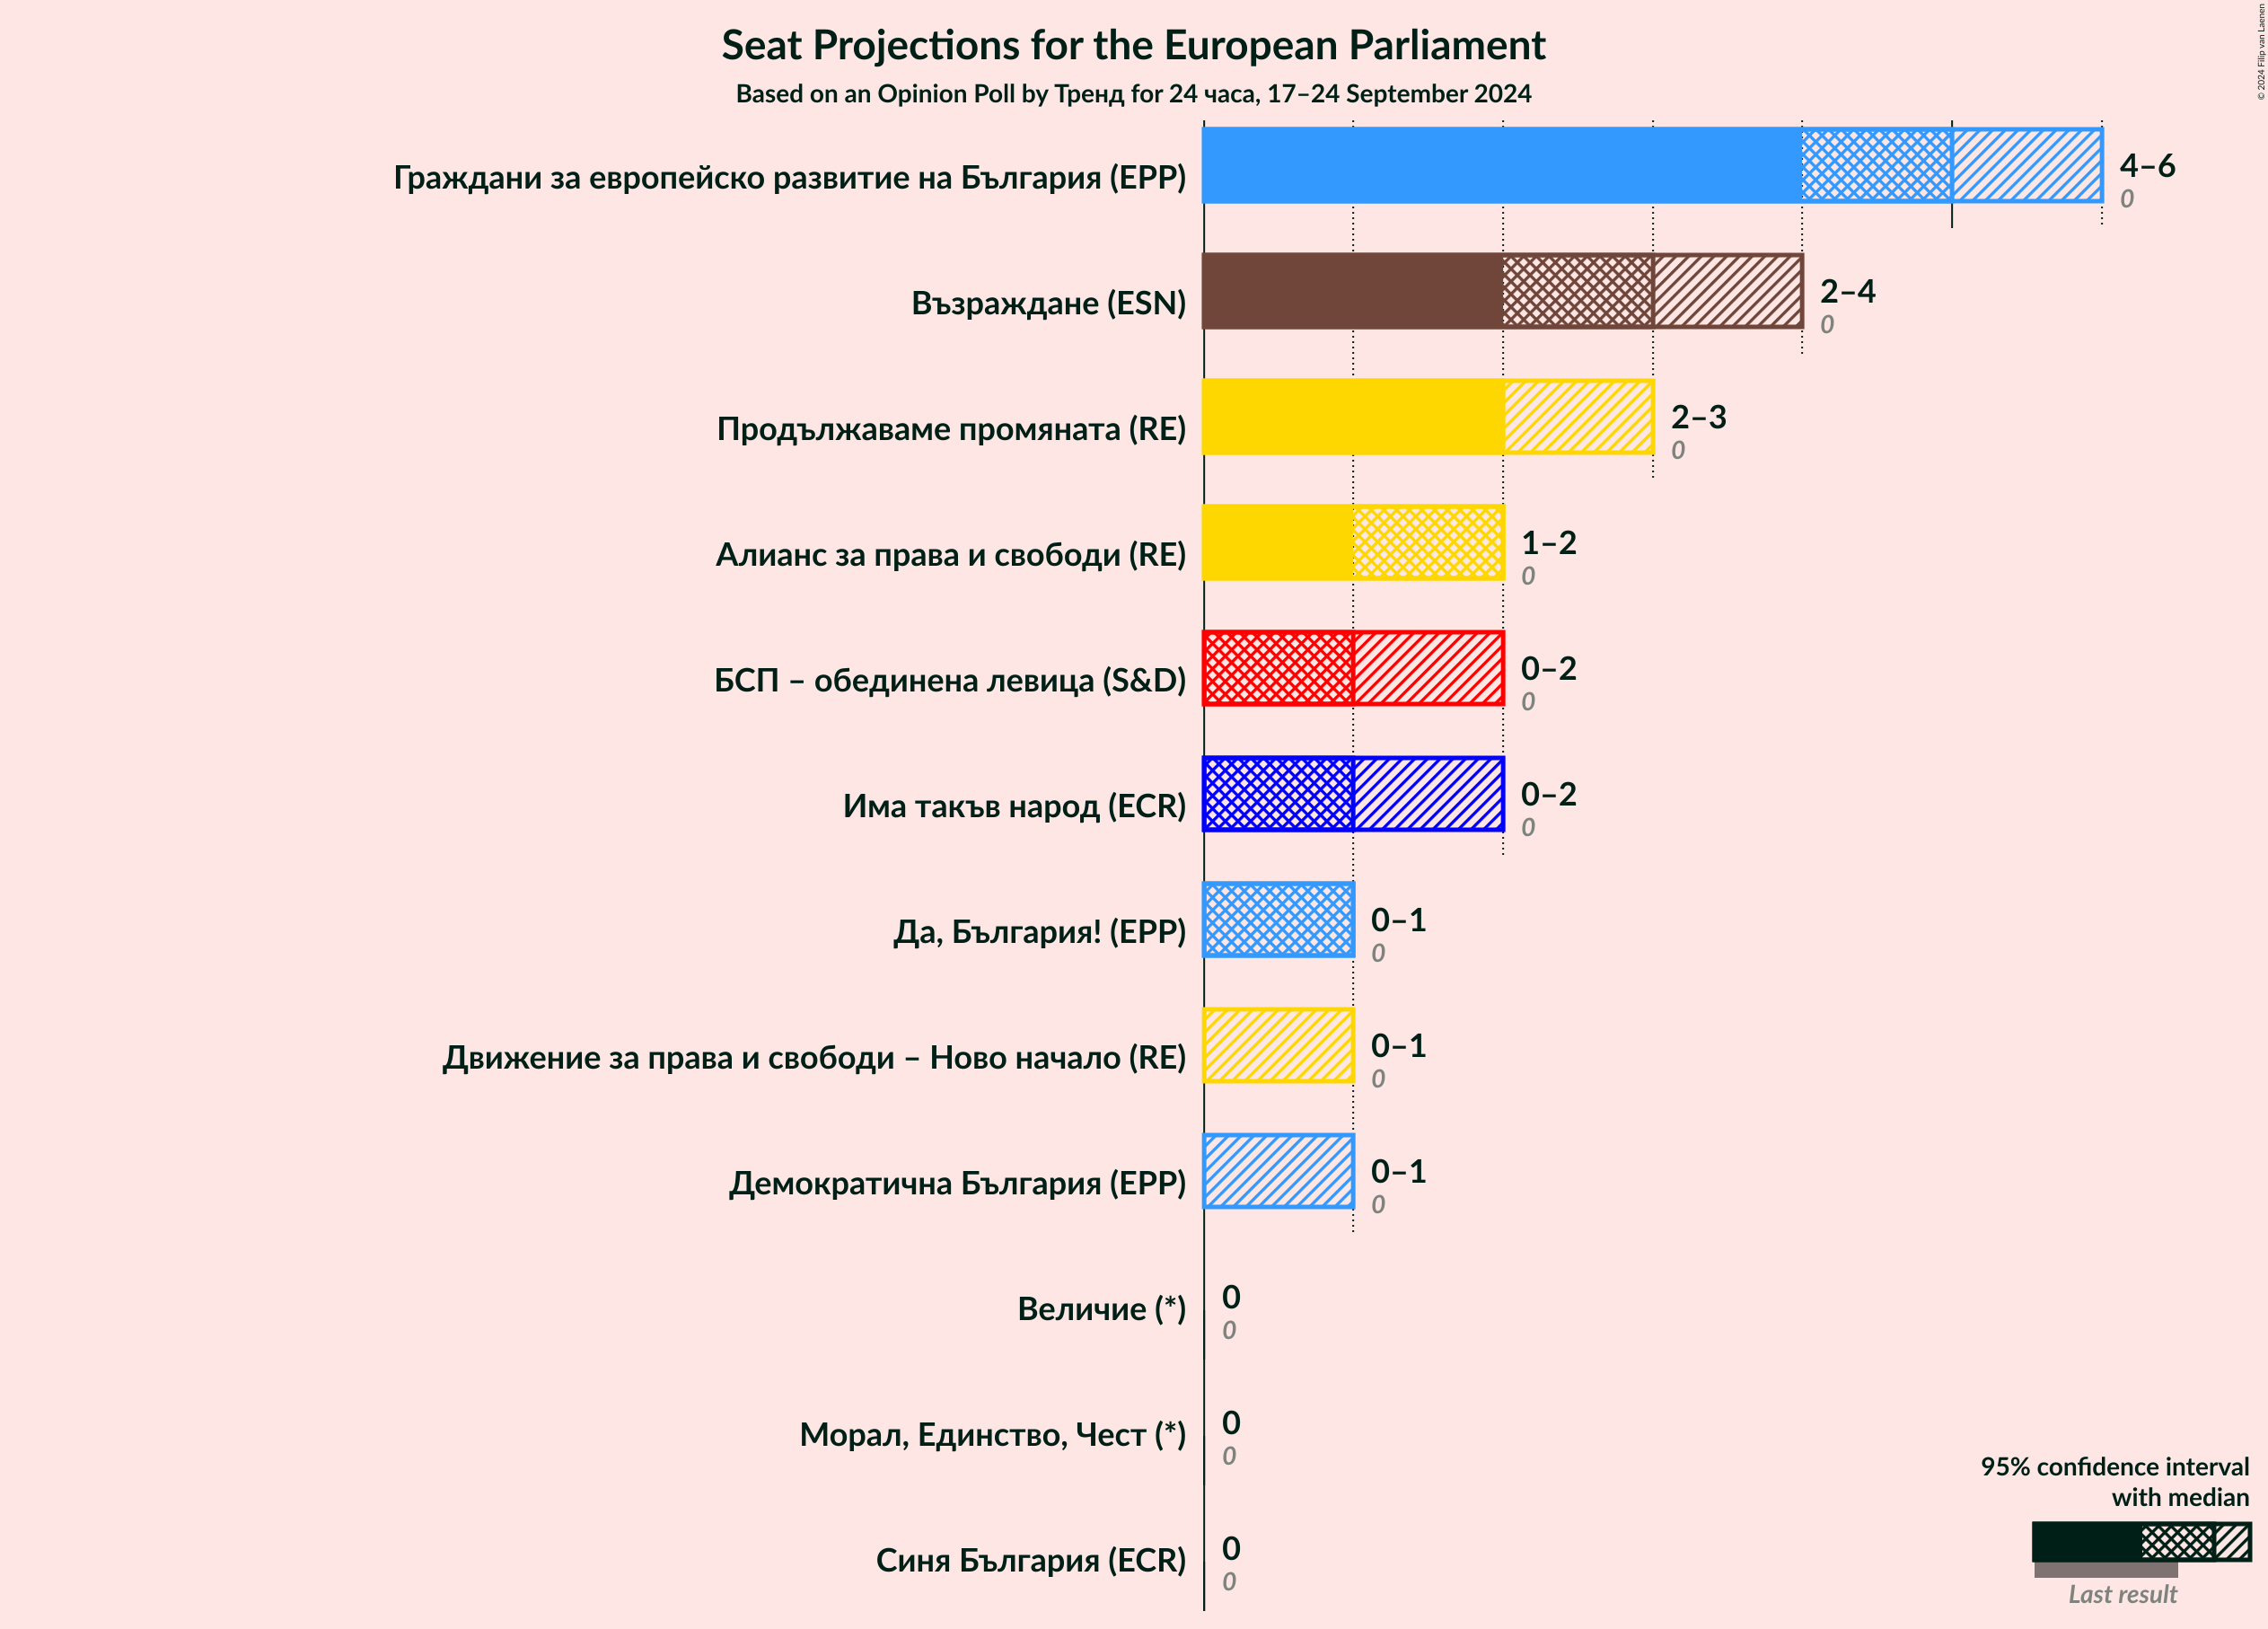 Seat Projections for the European Parliament
Based on an Opinion Poll by Тренд for 24 часа, 17–24 September 2024
© 2024 Filip van Laenen
Граждани за европейско развитие на България (EPP)
4–6
0
Възраждане (ESN)
2–4
0
Продължаваме промяната (RE)
2–3
0
Алианс за права и свободи (RE)
1–2
0
БСП – обединена левица (S&D)
0–2
0
Има такъв народ (ECR)
0–2
0
Да, България! (EPP)
0–1
0
Движение за права и свободи – Ново начало (RE)
0–1
0
Демократична България (EPP)
0–1
0
Величие (*)
0
0
Морал, Единство, Чест (*)
0
0
Синя България (ECR)
0
0
95% confidence interval
with median
Last result